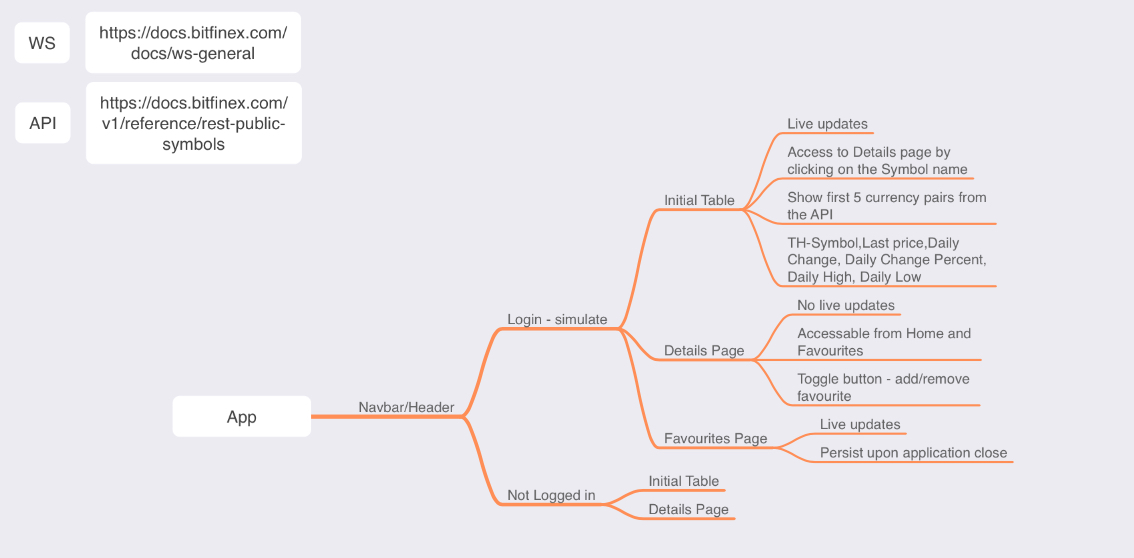 WS
https://docs.bitfinex.com/
docs/ws-general
API
https://docs.bitfinex.com/
v1/reference/rest-public-
symbols
App
Navbar/Header
Login - simulate
Initial Table
Live updates
Access to Details page by
clicking on the Symbol name
Show first 5 currency pairs from
the API
TH-Symbol,Last price,Daily
Change, Daily Change Percent,
Daily High, Daily Low
Details Page
No live updates
Accessable from Home and
Favourites
Toggle button - add/remove
favourite
Favourites Page
Live updates
Persist upon application close
Not Logged in
Initial Table
Details Page